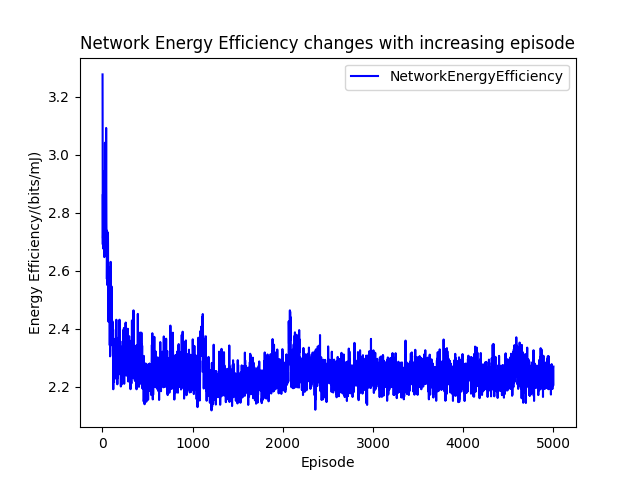 Network Energy Efficiency changes with increasing episode
NetworkEnergyEfficiency
Energy Efficiency/(bits/mJ)
3.2
3.0
2.8
2.6
2.4
2.2
0 1000 2000 3000 4000 5000
Episode